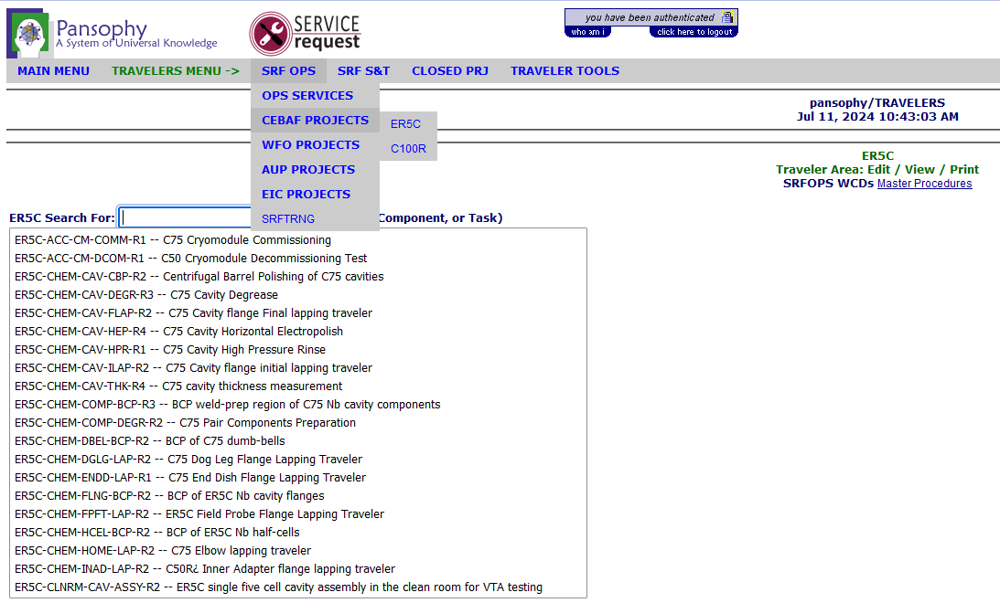 Pansophy
A System of Universal Knowledge
SERVICE
request
you have been authenticated
who am i
click here to logout
MAIN MENU TRAVELERS MENU -> SRF OPS SRF S&T CLOSED PRJ TRAVELER TOOLS
OPS SERVICES
CEBAF PROJECTS
ER5C
C100R
WFO PROJECTS
AUP PROJECTS
EIC PROJECTS
SRFTRNG
pansophy/TRAVELERS
Jul 11, 2024 10:43:03 AM
ER5C
Traveler Area: Edit / View / Print
SRFOPS WCDs Master Procedures
ER5C Search For: Component, or Task)
ER5C-ACC-CM-COMM-R1 -- C75 Cryomodule Commissioning
ER5C-ACC-CM-DCOM-R1 -- C50 Cryomodule Decommissioning Test
ER5C-CHEM-CAV-CBP-R2 -- Centrifugal Barrel Polishing of C75 cavities
ER5C-CHEM-CAV-DEGR-R3 -- C75 Cavity Degrease
ER5C-CHEM-CAV-FLAP-R2 -- C75 Cavity flange Final lapping traveler
ER5C-CHEM-CAV-HEP-R4 -- C75 Cavity Horizontal Electropolish
ER5C-CHEM-CAV-HPR-R1 -- C75 Cavity High Pressure Rinse
ER5C-CHEM-CAV-ILAP-R2 -- C75 Cavity flange initial lapping traveler
ER5C-CHEM-CAV-THK-R4 -- C75 cavity thickness measurement
ER5C-CHEM-COMP-BCP-R3 -- BCP weld-prep region of C75 Nb cavity components
ER5C-CHEM-COMP-DEGR-R2 -- C75 Pair Components Preparation
ER5C-CHEM-DBEL-BCP-R2 -- BCP of C75 dumb-bells
ER5C-CHEM-DGLG-LAP-R2 -- C75 Dog Leg Flange Lapping Traveler
ER5C-CHEM-ENDD-LAP-R1 -- C75 End Dish Flange Lapping Traveler
ER5C-CHEM-FLNG-BCP-R2 -- BCP of ER5C Nb cavity flanges
ER5C-CHEM-FPFT-LAP-R2 -- ER5C Field Probe Flange Lapping Traveler
ER5C-CHEM-HCEL-BCP-R2 -- BCP of ER5C Nb half-cells
ER5C-CHEM-HOME-LAP-R2 -- C75 Elbow lapping traveler
ER5C-CHEM-INAD-LAP-R2 -- C50R¿ Inner Adapter flange lapping traveler
ER5C-CLNRM-CAV-ASSY-R2 -- ER5C single five cell cavity assembly in the clean room for VTA testing